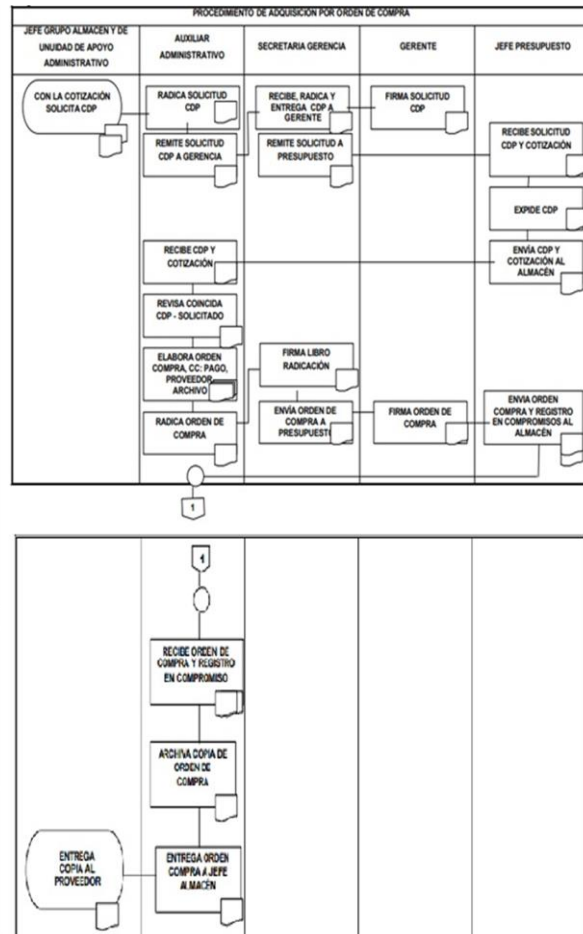 PROCEDIMIENTO DE ADQUISICIÓN POR ORDEN DE COMPRA
JEFE GRUPO ALMACÉN Y DE
UNUIDAD DE APOYO
ADMINISTRATIVO
AUXILIAR
ADMINISTRATIVO
SECRETARIA GERENCIA
GERENTE
JEFE PRESUPUESTO
CON LA COTIZACIÓN
SOLICITA CDP
RADICA SOLICITUD
CDP
RECIBE, RADICA Y
ENTREGA CDP A
GERENTE
FIRMA SOLICITUD
CDP
REMITE SOLICITUD
CDP A GERENCIA
REMITE SOLICITUD A
PRESUPUESTO
RECIBE SOLICITUD
CDP Y COTIZACIÓN
EXPIDE CDP
RECIBE CDP Y
COTIZACIÓN
ENVÍA CDP Y
COTIZACIÓN AL
ALMACÉN
REVISA COINCIDA
CDP - SOLICITADO
ELABORA ORDEN
COMPRA, CC: PAGO,
PROVEEDOR,
ARCHIVO
FIRMA LIBRO
RADICACIÓN
RADICA ORDEN DE
COMPRA
ENVÍA ORDEN DE
COMPRA A
PRESUPUESTO
FIRMA ORDEN DE
COMPRA
ENVIA ORDEN
COMPRA Y REGISTRO
EN COMPROMISOS AL
ALMACÉN
1
1
RECIBE ORDEN DE
COMPRA Y REGISTRO
EN COMPROMISO
ARCHIVA COPIA DE
ORDEN DE
COMPRA
ENTREGA
COPIA AL
PROVEEDOR
ENTREGA ORDEN
COMPRA A JEFE
ALMACÉN